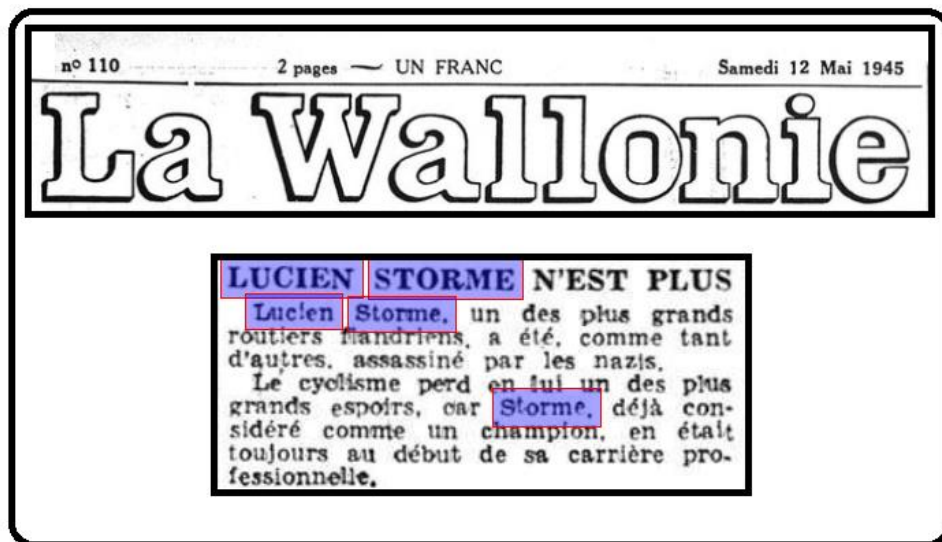 nº 110 2 pages — UN FRANC Samedi 12 Mai 1945
La Wallonie
LUCIEN STORME N'EST PLUS
Lucien Storme, un des plus grands
routiers flandriens, a été, comme tant
d'autres, assassiné par les nazis.
Le cyclisme perd en lui un des plus
grands espoirs, car Storme, déjà con-
sidéré comme un champion, en était
toujours au début de sa carrière pro-
fessionnelle.